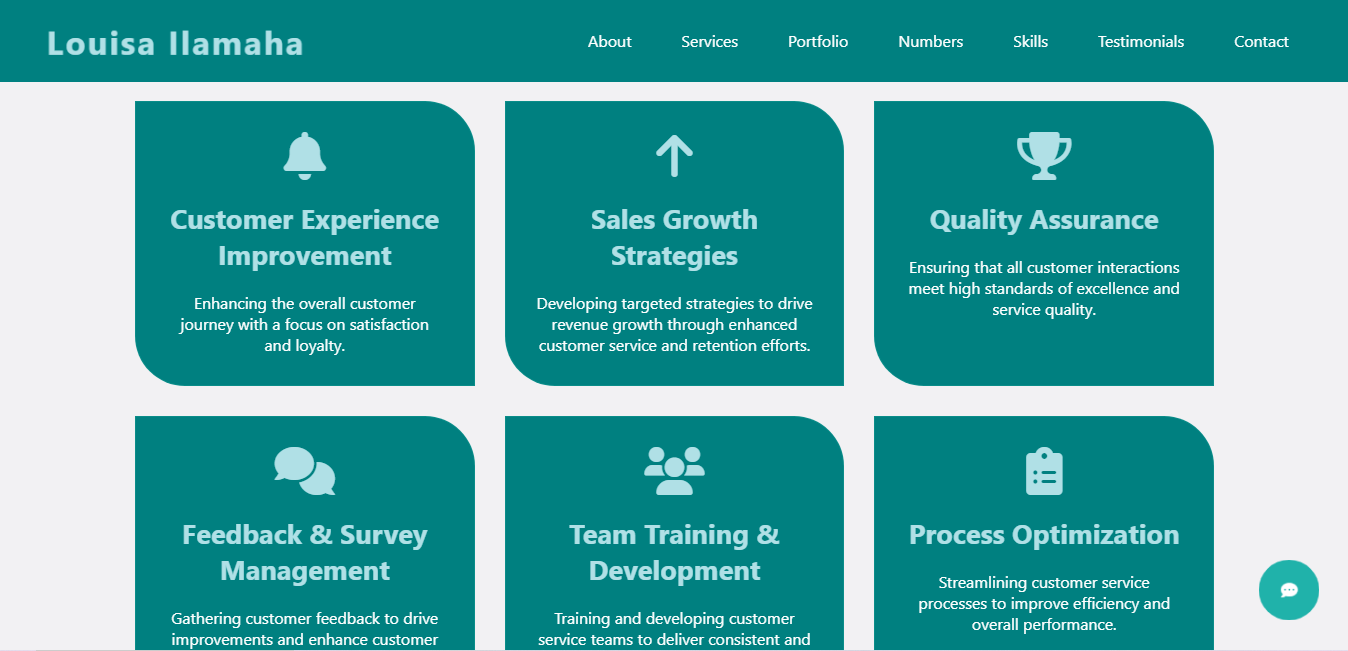 Louisa Ilamaha
About Services Portfolio Numbers Skills Testimonials Contact
Customer Experience
Improvement
Enhancing the overall customer
journey with a focus on satisfaction
and loyalty.
Sales Growth
Strategies
Developing targeted strategies to drive
revenue growth through enhanced
customer service and retention efforts.
Quality Assurance
Ensuring that all customer interactions
meet high standards of excellence and
service quality.
Feedback & Survey
Management
Gathering customer feedback to drive
improvements and enhance customer
Team Training &
Development
Training and developing customer
service teams to deliver consistent and
Process Optimization
Streamlining customer service
processes to improve efficiency and
overall performance.